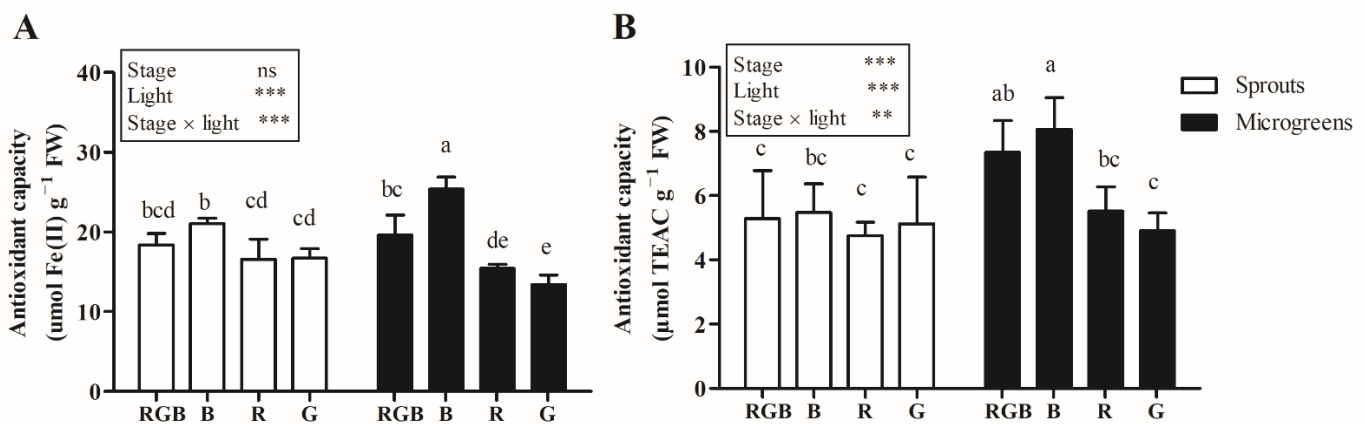 A
Antioxidant capacity
(umol Fe(II) g⁻¹ FW)
40
30
20
10
0
Stage ns
Light ***
Stage × light ***
bcd
b
cd
cd
bc
a
de
e
RGB B R G RGB B R G
B
Antioxidant capacity
(μmol TEAC g⁻¹ FW)
10
8
6
4
2
0
Stage ***
Light ***
Stage × light **
c
bc
c
c
ab
a
bc
c
RGB B R G RGB B R G
Sprouts
Microgreens